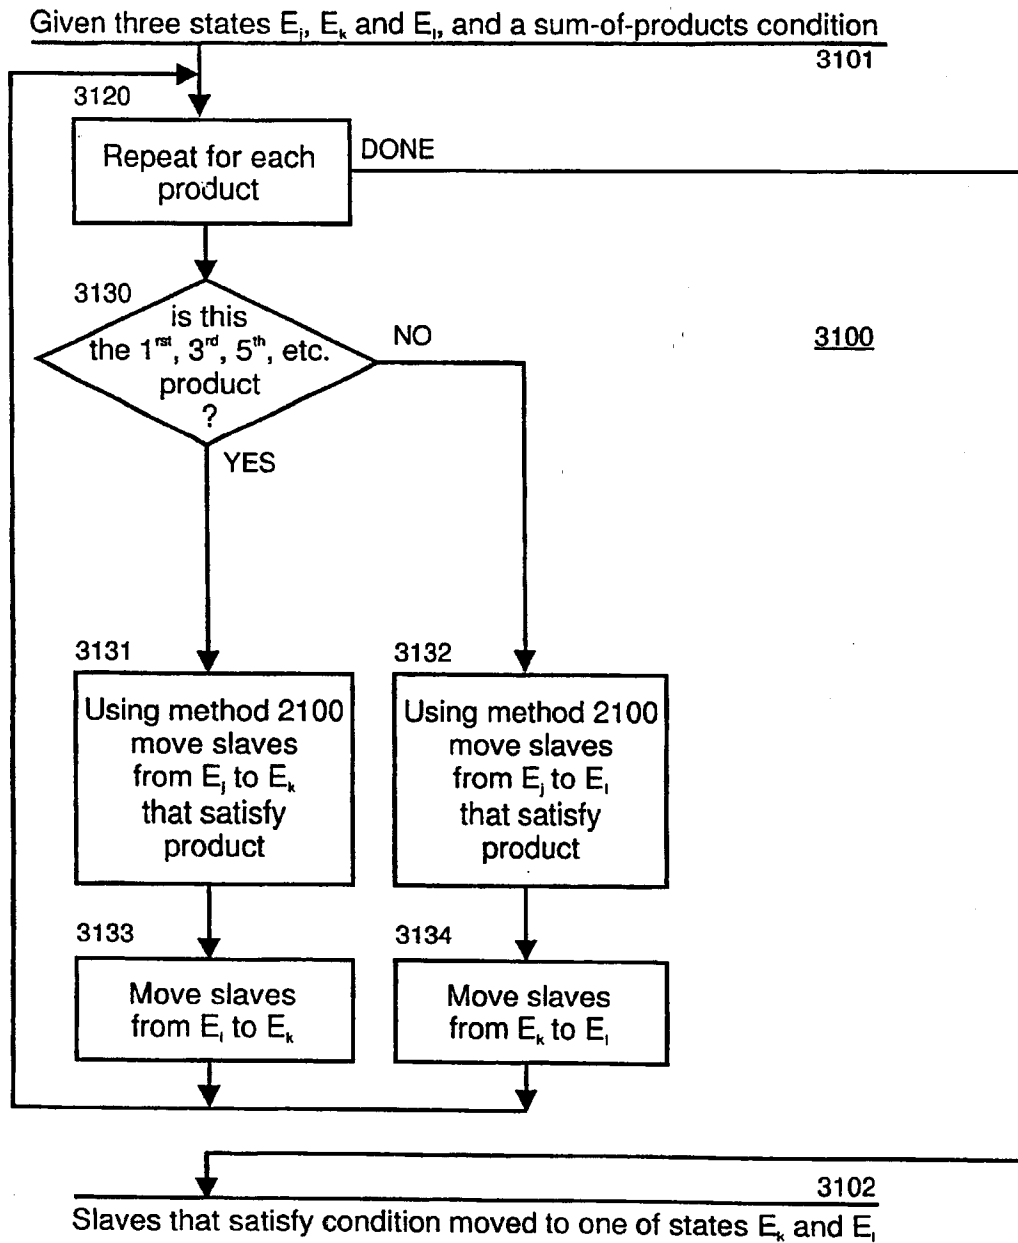 Given three states Ej, Ek and El, and a sum-of-products condition
3101
3120
Repeat for each
product
DONE
3130
is this
the 1rst, 3rd, 5th, etc.
product
?
NO
3100
YES
3131
Using method 2100
move slaves
from Ej to Ek
that satisfy
product
3132
Using method 2100
move slaves
from Ej to El
that satisfy
product
3133
Move slaves
from El to Ek
3134
Move slaves
from Ek to El
3102
Slaves that satisfy condition moved to one of states Ek and El